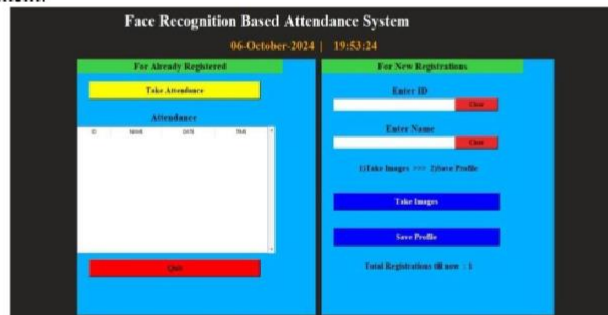 Face Recognition Based Attendance System
06-October-2024 | 19:53:24
For Already Registered
Take Attendance
Attendance
ID NAME DATE TIME
Quit
For New Registrations
Enter ID
Clear
Enter Name
Clear
1)Take Images >>> 2)Save Profile
Take Images
Save Profile
Total Registrations till now : 1